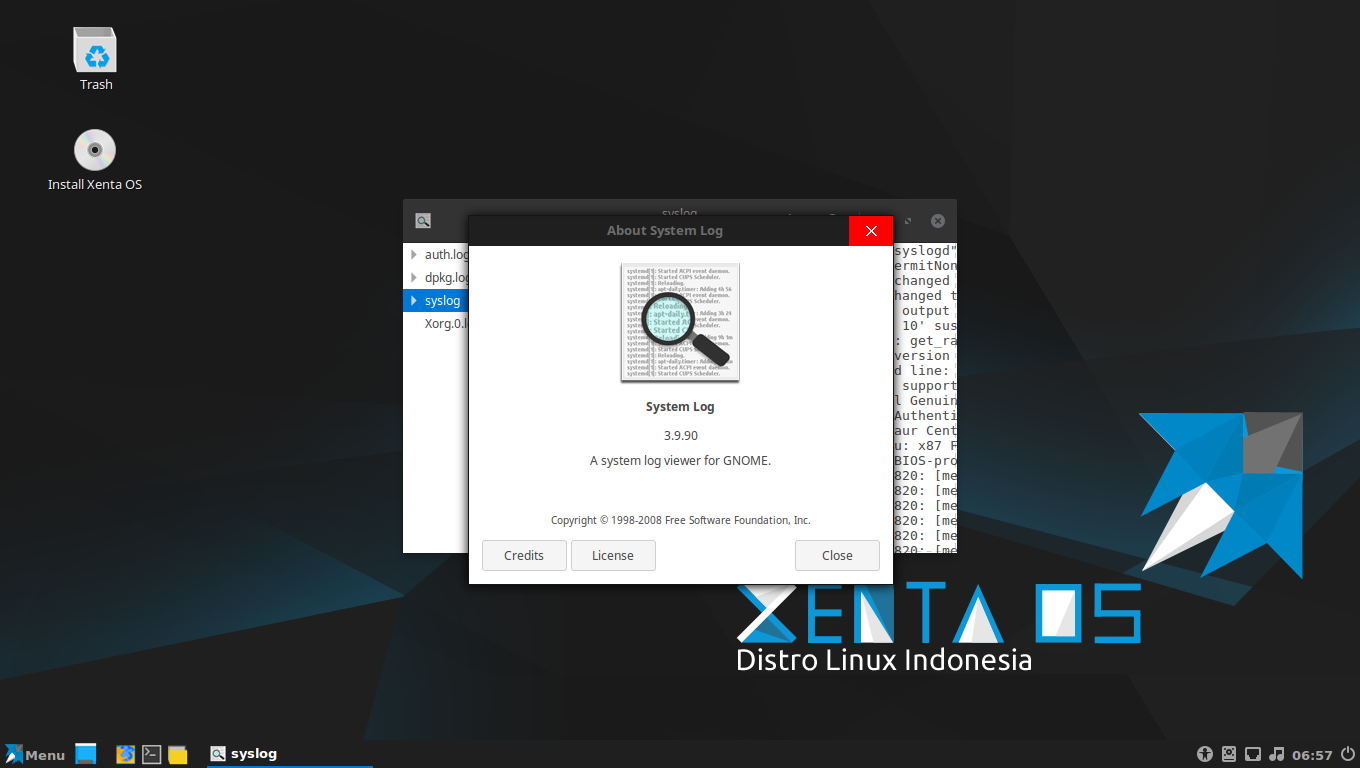 Trash
Install Xenta OS
syslog
About System Log
auth.log
dpkg.log
syslog
Xorg.0.l
syslogd"
ermitNon
changed
hanged t
output
10' sus
: get_ra
version
d line:
support
l Genuin
Authenti
aur Cent
u: x87 F
BIOS-pro
820: [me
820: [me
820: [me
820: [me
820: [me
820: [me
System Log
3.9.90
A system log viewer for GNOME.
Copyright © 1998-2008 Free Software Foundation, Inc.
Credits
License
Close
XENTA OS
Distro Linux Indonesia
Menu
syslog
06:57